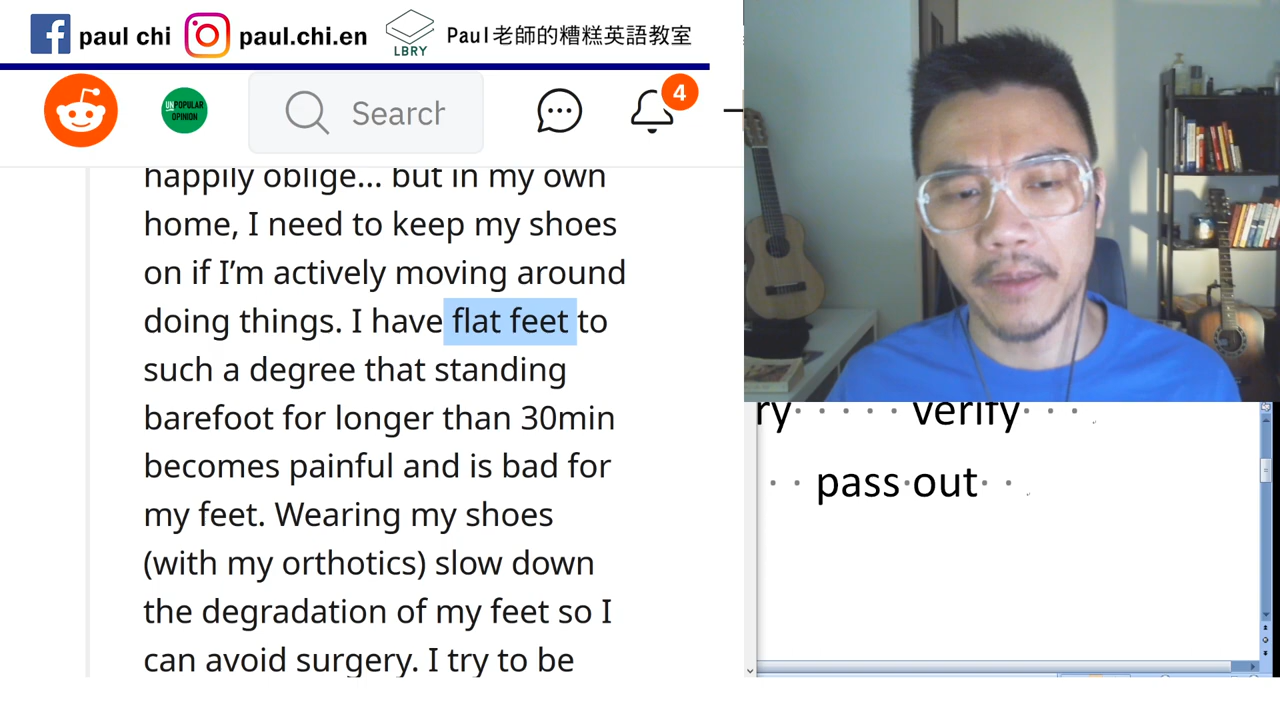 paul chi paul.chi.en LBRY Paul老師的糟糕英語教室
UNPOPULAR OPINION Search 4
happily oblige... but in my own
home, I need to keep my shoes
on if I’m actively moving around
doing things. I have flat feet to
such a degree that standing
barefoot for longer than 30min
becomes painful and is bad for
my feet. Wearing my shoes
(with my orthotics) slow down
the degradation of my feet so I
can avoid surgery. I try to be
ry verify
pass out